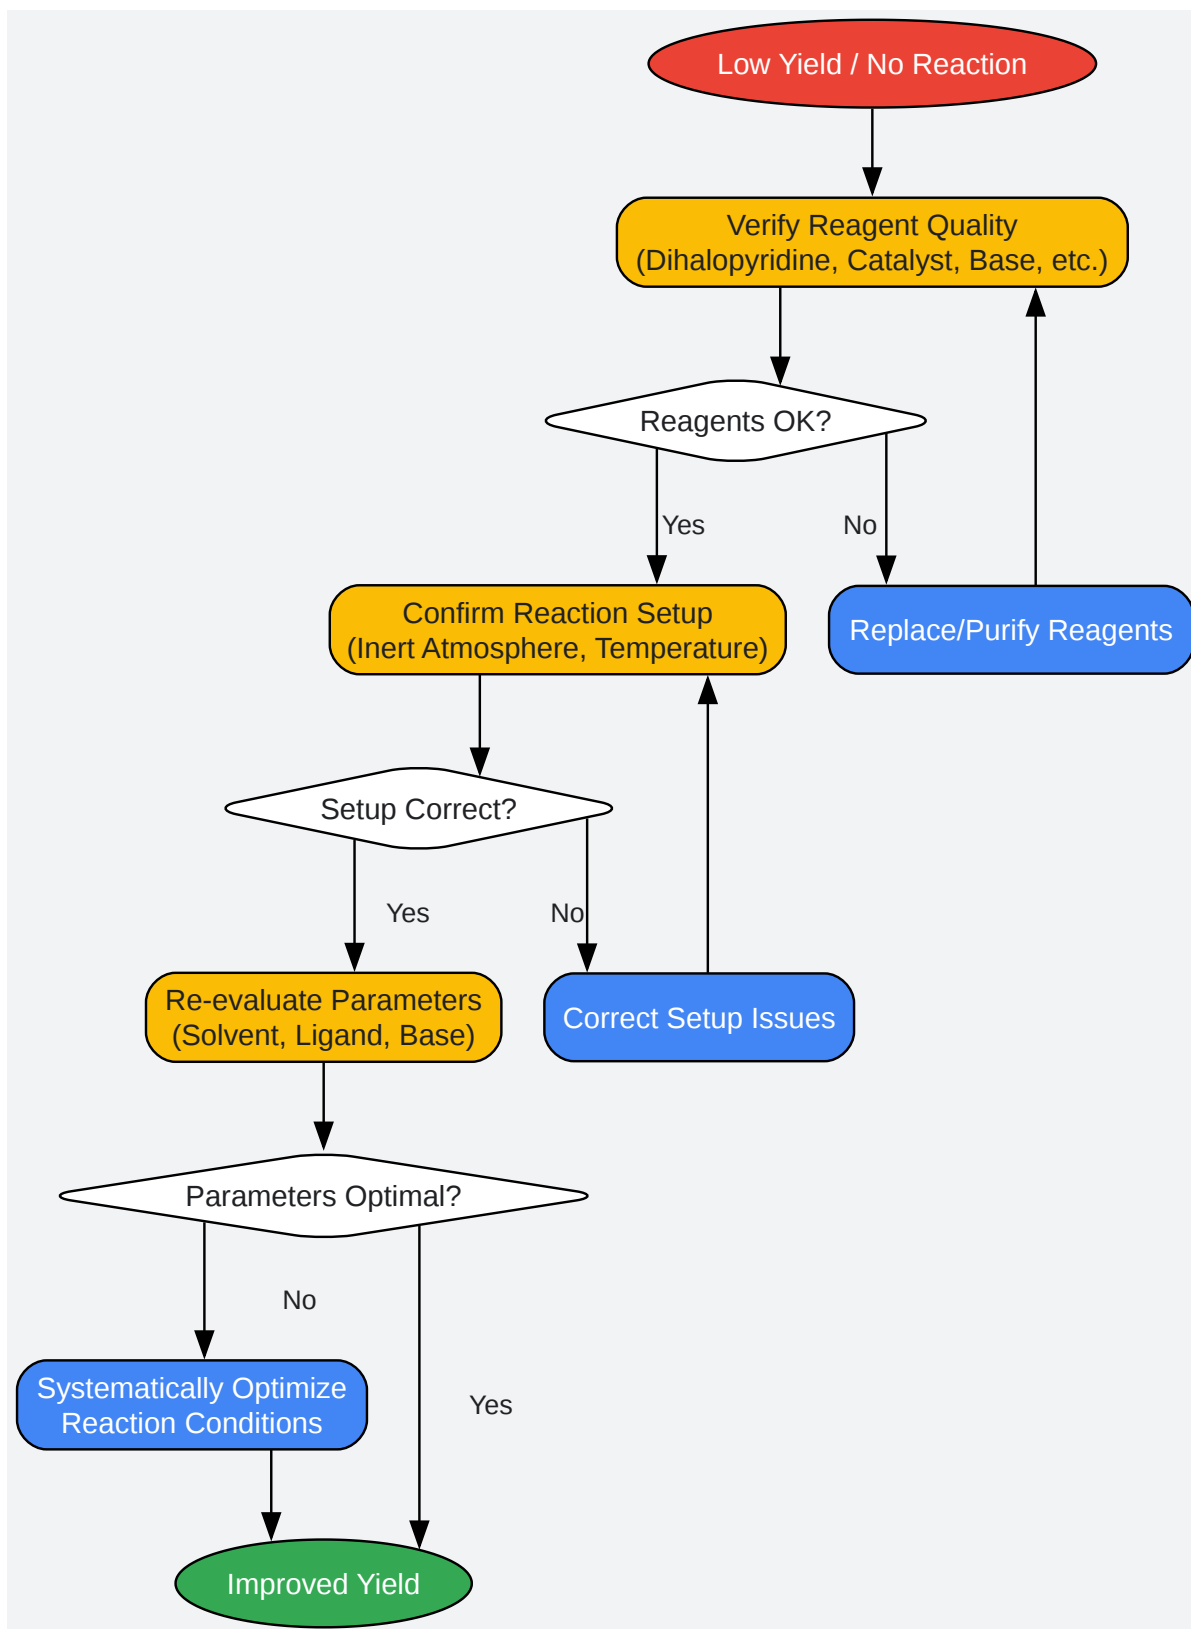 Low Yield / No Reaction
Verify Reagent Quality
(Dihalopyridine, Catalyst, Base, etc.)
Reagents OK?
Yes
No
Confirm Reaction Setup
(Inert Atmosphere, Temperature)
Replace/Purify Reagents
Setup Correct?
Yes
No
Re-evaluate Parameters
(Solvent, Ligand, Base)
Correct Setup Issues
Parameters Optimal?
No
Systematically Optimize
Reaction Conditions
Yes
Improved Yield